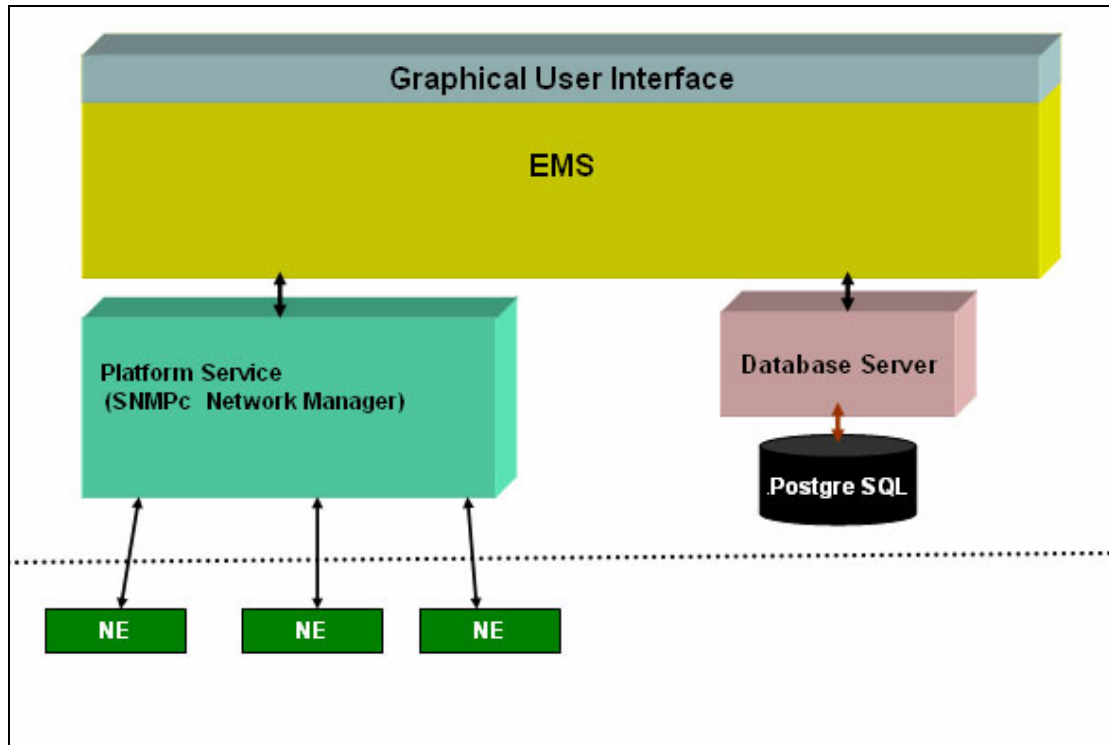 Graphical User Interface
EMS
Platform Service
(SNMPc Network Manager)
Database Server
.Postgre SQL
NE
NE
NE